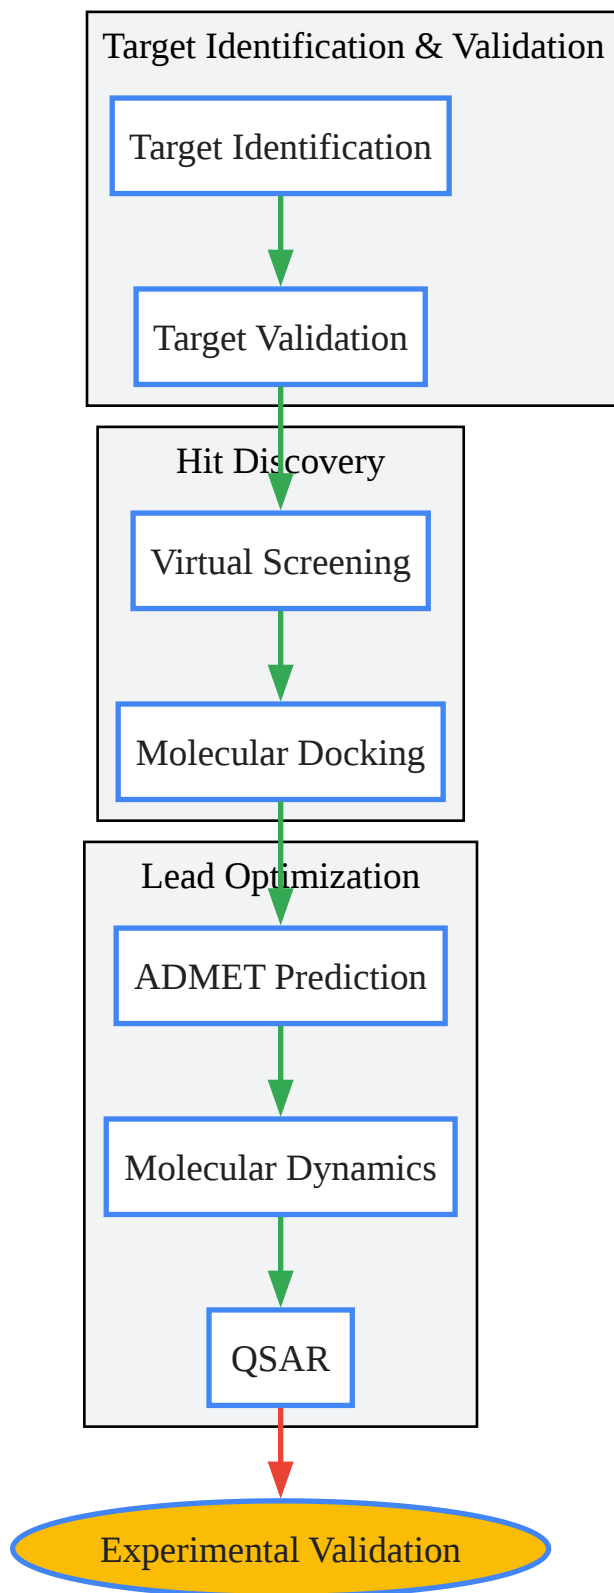 Target Identification & Validation
Target Identification
Target Validation
Hit Discovery
Virtual Screening
Molecular Docking
Lead Optimization
ADMET Prediction
Molecular Dynamics
QSAR
Experimental Validation